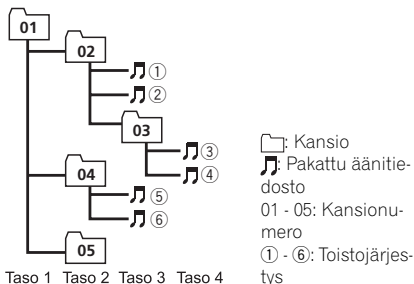 01
02
①
②
03
③
④
04
⑤
⑥
05
Taso 1 Taso 2 Taso 3 Taso 4
: Kansio
: Pakattu äänitie-
dosto
01 - 05: Kansionu-
mero
① - ⑥: Toistojärjes-
tys